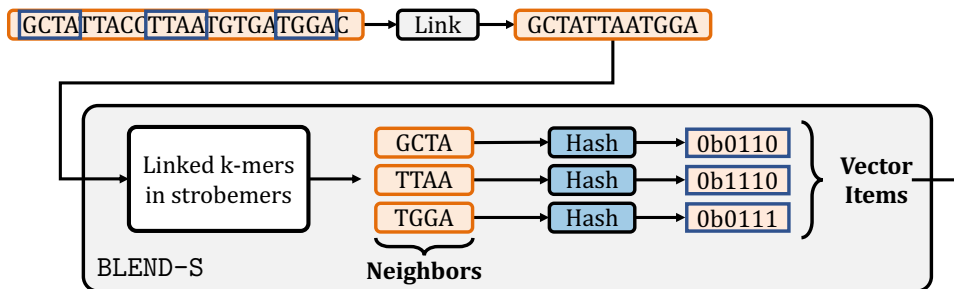 GCTATTACCTTAATGTGATGGAC
Link
GCTATTAATGGA
Linked k-mers
in strobemers
GCTA
Hash
0b0110
TTAA
Hash
0b1110
TGGA
Hash
0b0111
Vector
Items
Neighbors
BLEND-S